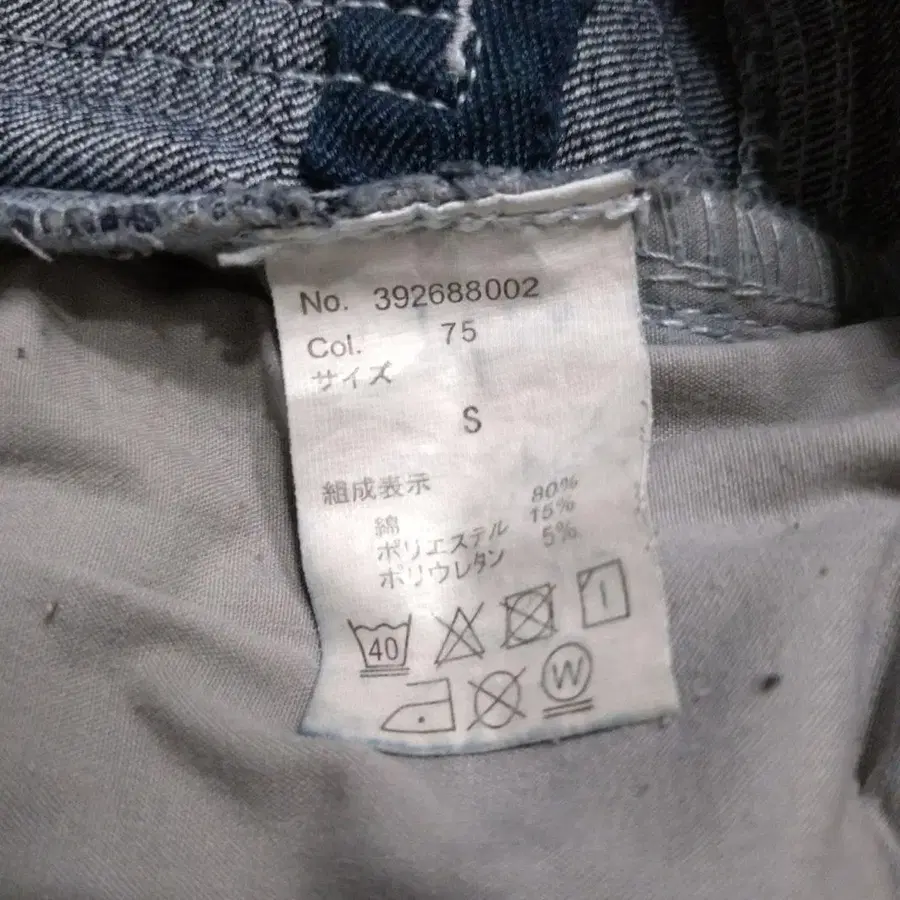 No. 392688002
Col. 75
サイズ
S
組成表示
綿 80%
ポリエステル 15%
ポリウレタン 5%
40
W